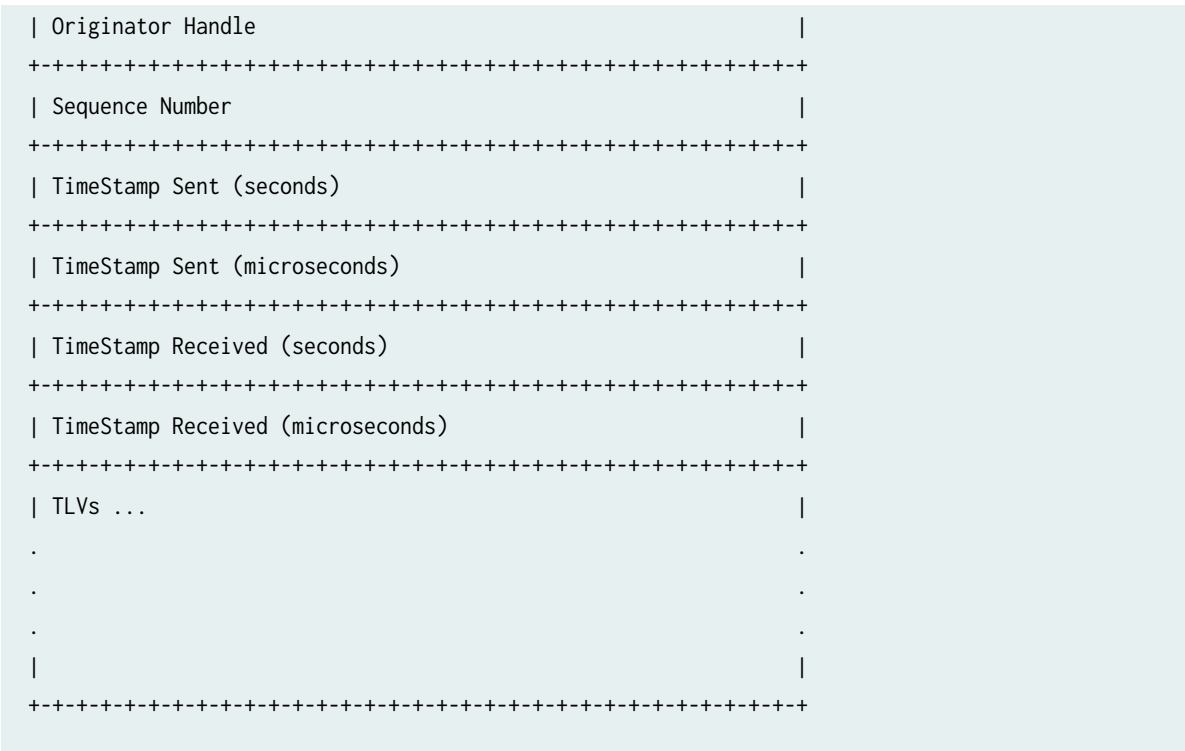 | Originator Handle                                             |
+-+-+-+-+-+-+-+-+-+-+-+-+-+-+-+-+-+-+-+-+-+-+-+-+-+-+-+-+-+-+-+-+
| Sequence Number                                               |
+-+-+-+-+-+-+-+-+-+-+-+-+-+-+-+-+-+-+-+-+-+-+-+-+-+-+-+-+-+-+-+-+
| TimeStamp Sent (seconds)                                      |
+-+-+-+-+-+-+-+-+-+-+-+-+-+-+-+-+-+-+-+-+-+-+-+-+-+-+-+-+-+-+-+-+
| TimeStamp Sent (microseconds)                                 |
+-+-+-+-+-+-+-+-+-+-+-+-+-+-+-+-+-+-+-+-+-+-+-+-+-+-+-+-+-+-+-+-+
| TimeStamp Received (seconds)                                  |
+-+-+-+-+-+-+-+-+-+-+-+-+-+-+-+-+-+-+-+-+-+-+-+-+-+-+-+-+-+-+-+-+
| TimeStamp Received (microseconds)                             |
+-+-+-+-+-+-+-+-+-+-+-+-+-+-+-+-+-+-+-+-+-+-+-+-+-+-+-+-+-+-+-+-+
| TLVs ...                                                      |
.                                                               .
.                                                               .
.                                                               .
|                                                               |
+-+-+-+-+-+-+-+-+-+-+-+-+-+-+-+-+-+-+-+-+-+-+-+-+-+-+-+-+-+-+-+-+